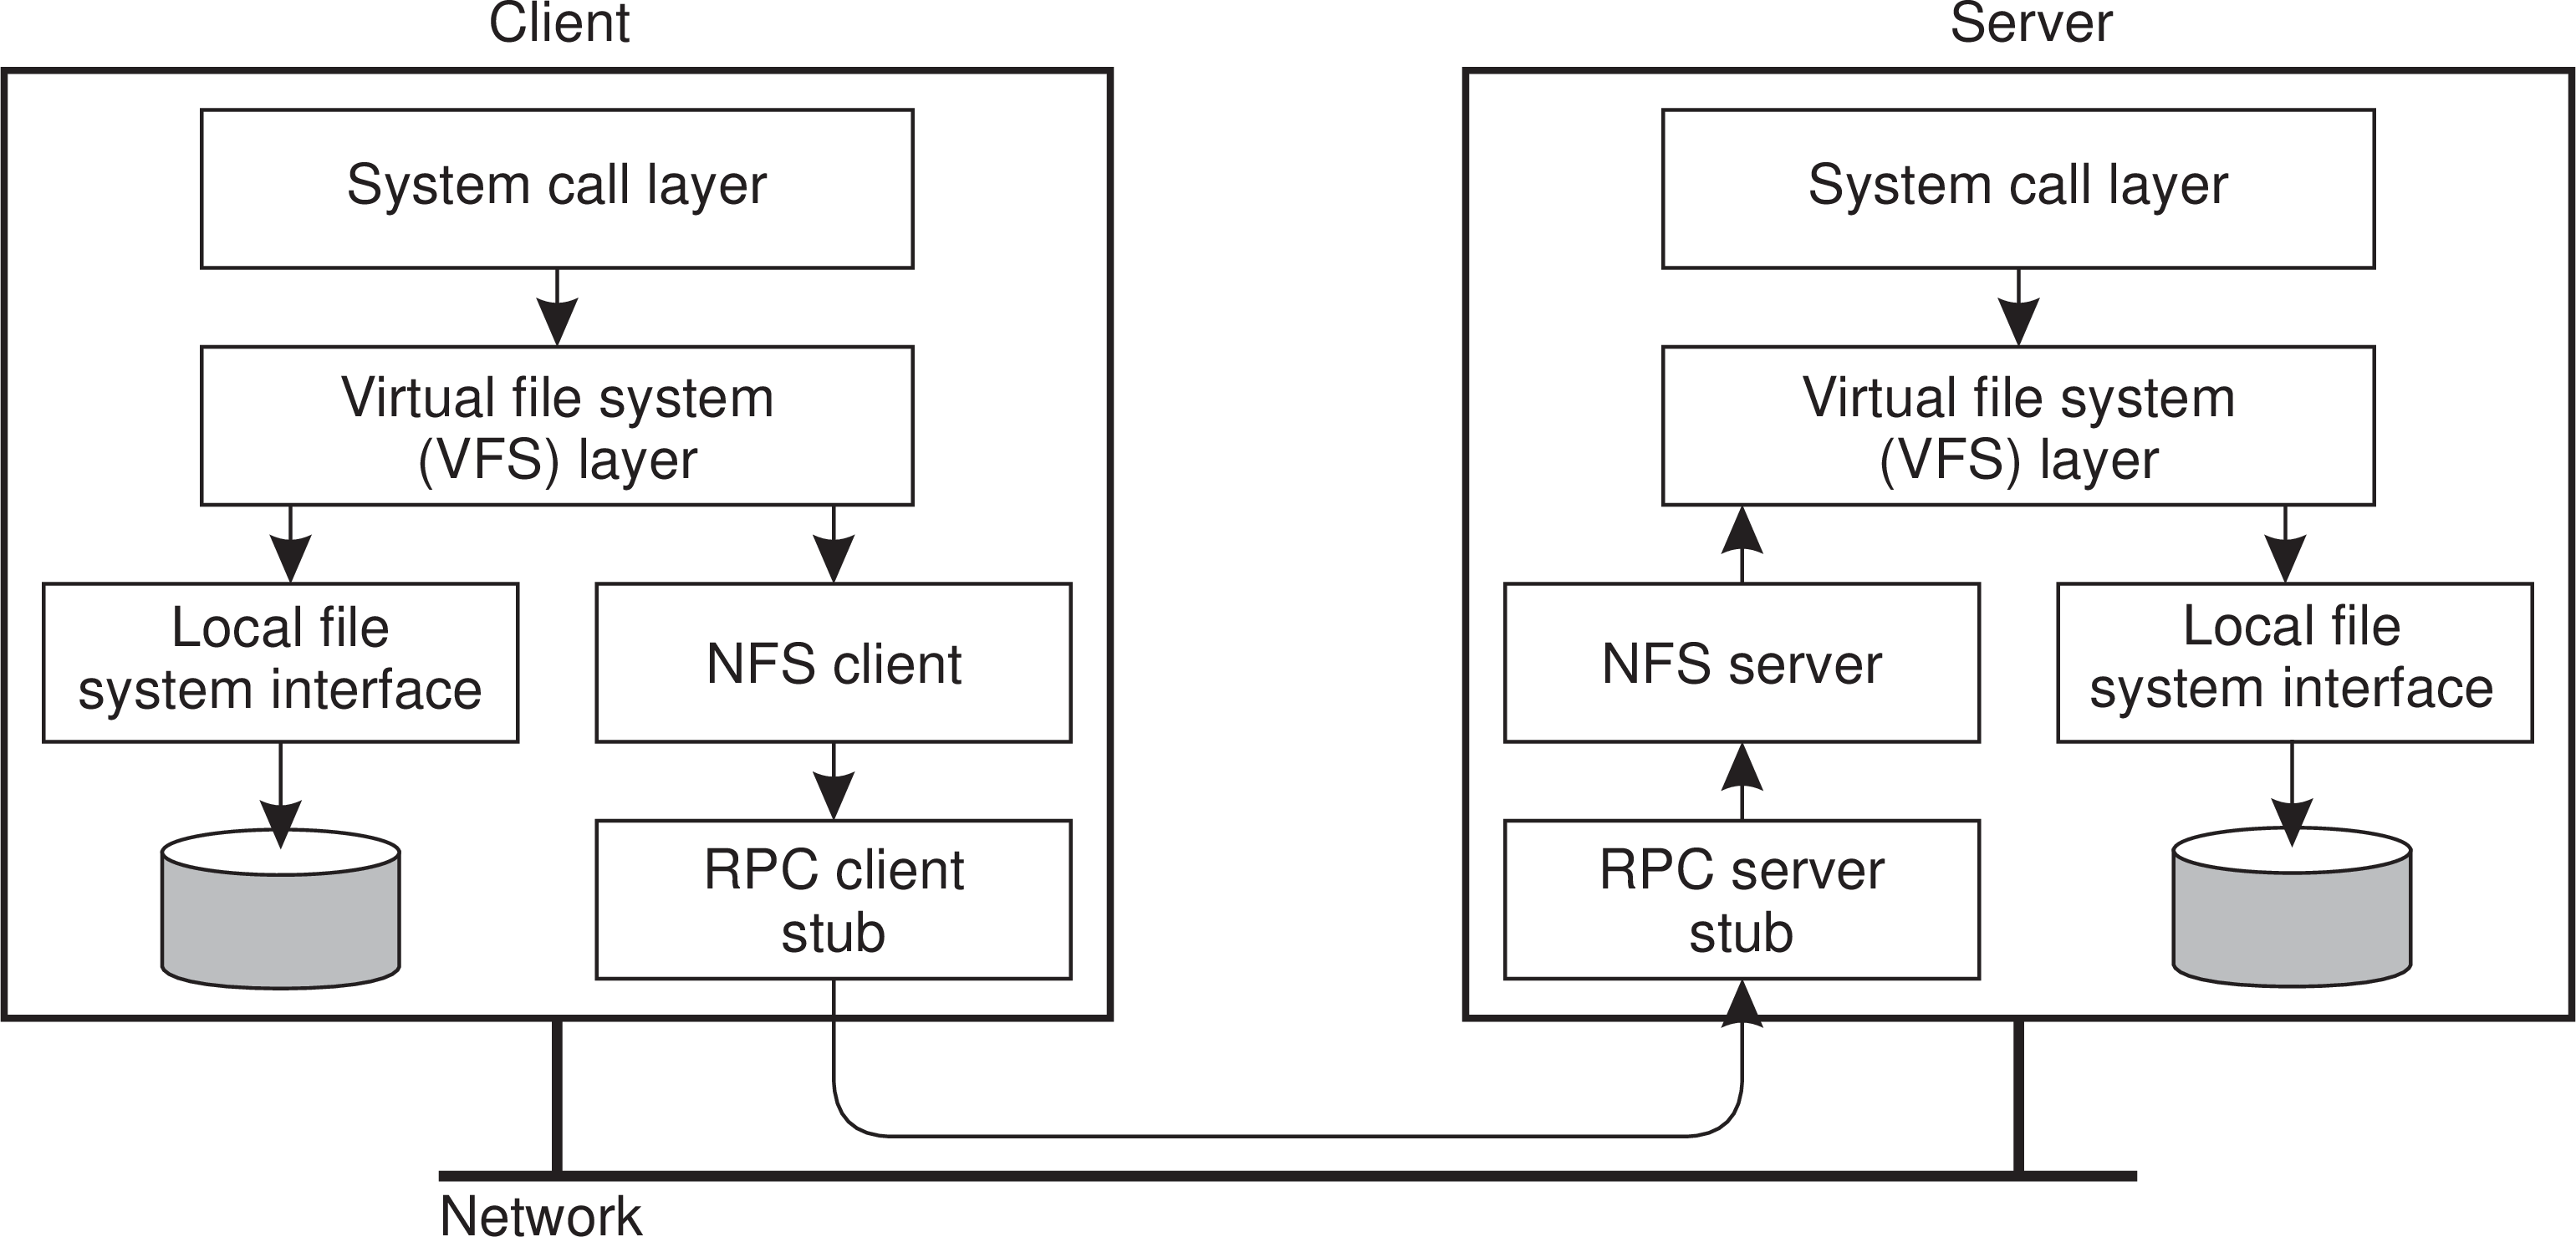 Client
Server
System call layer
System call layer
Virtual file system
(VFS) layer
Virtual file system
(VFS) layer
Local file
system interface
NFS client
NFS server
Local file
system interface
RPC client
stub
RPC server
stub
Network